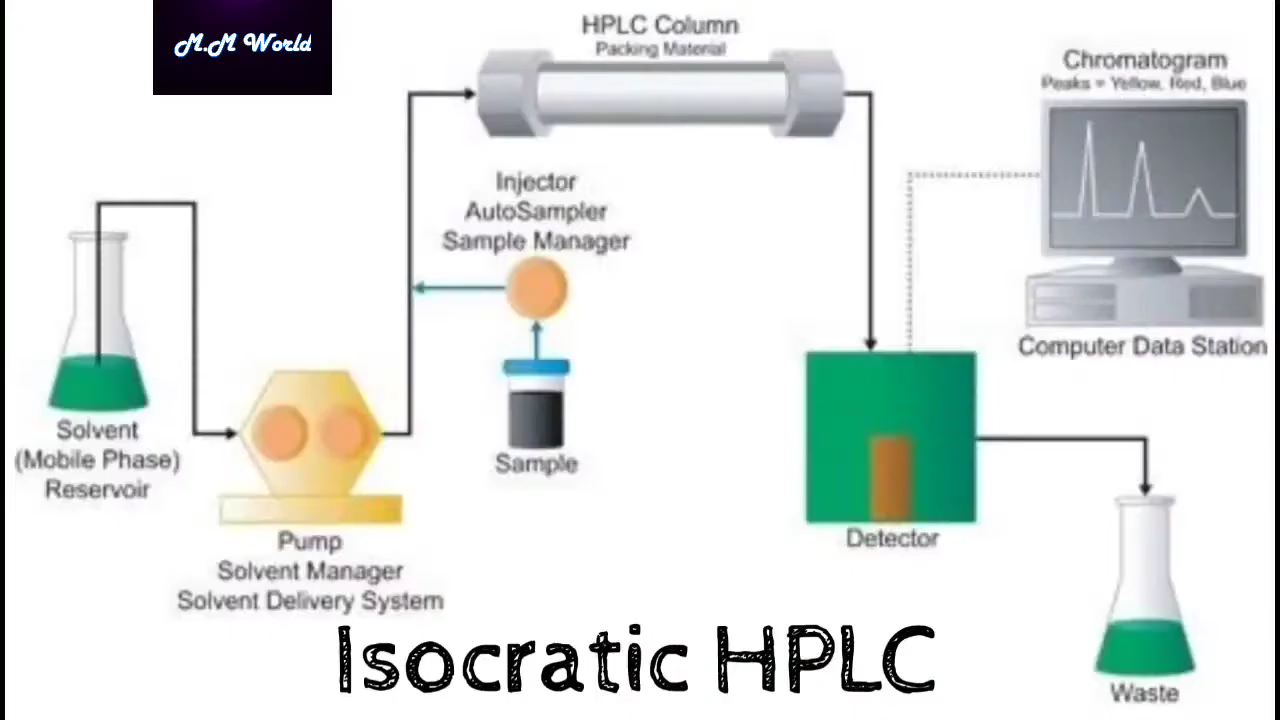 M.M World
HPLC Column
Packing Material
Chromatogram
Peaks = Yellow, Red, Blue
Injector
AutoSampler
Sample Manager
Computer Data Station
Solvent
(Mobile Phase)
Reservoir
Sample
Pump
Solvent Manager
Solvent Delivery System
Detector
Waste
Isocratic HPLC